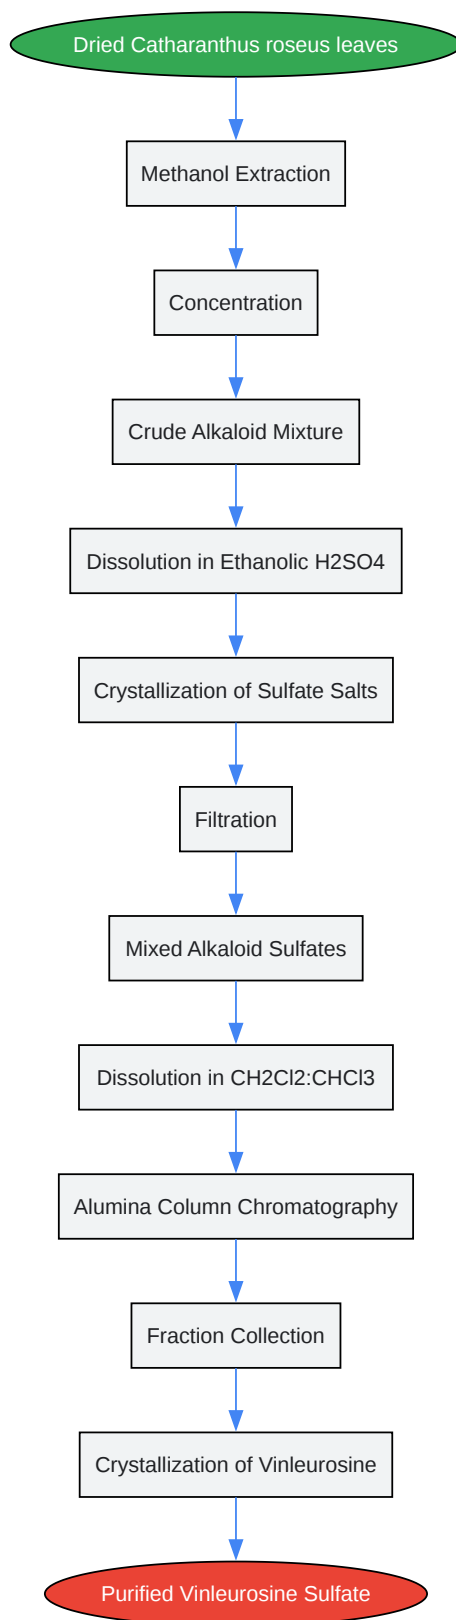 Dried Catharanthus roseus leaves
Methanol Extraction
Concentration
Crude Alkaloid Mixture
Dissolution in Ethanolic H2SO4
Crystallization of Sulfate Salts
Filtration
Mixed Alkaloid Sulfates
Dissolution in CH2Cl2:CHCl3
Alumina Column Chromatography
Fraction Collection
Crystallization of Vinleurosine
Purified Vinleurosine Sulfate